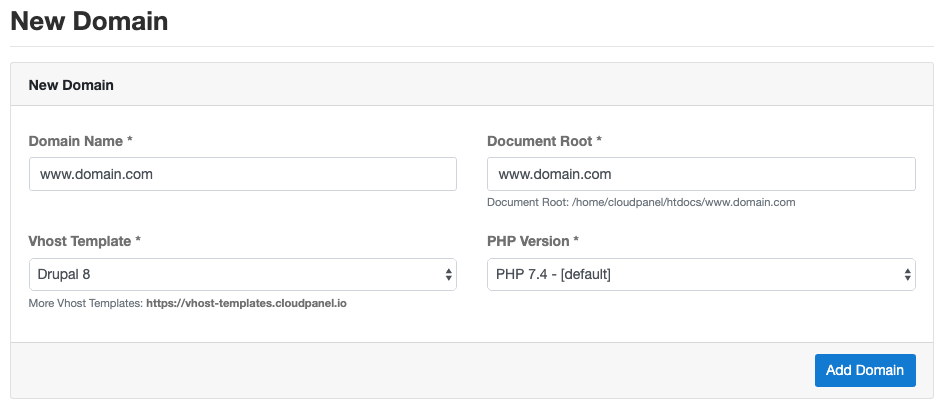 New Domain
New Domain
Domain Name *
www.domain.com
Document Root *
www.domain.com
Document Root: /home/cloudpanel/htdocs/www.domain.com
Vhost Template *
Drupal 8
More Vhost Templates: https://vhost-templates.cloudpanel.io
PHP Version *
PHP 7.4 - [default]
Add Domain